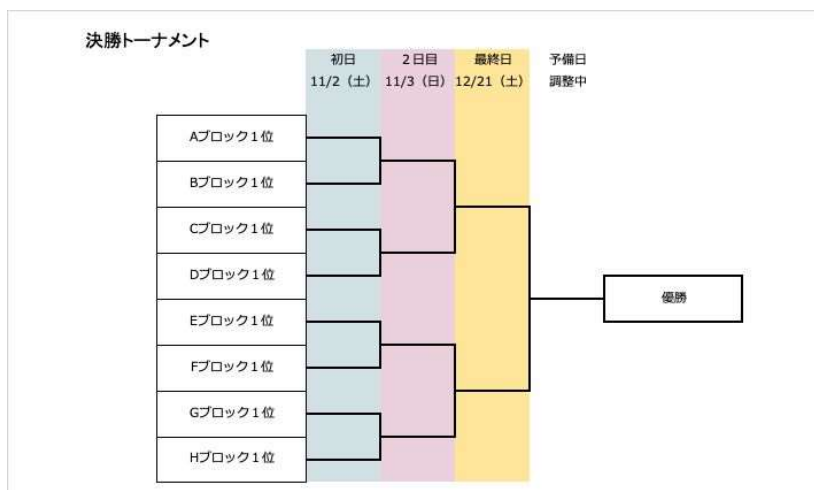 決勝トーナメント
初日 2日目 最終日 予備日
11/2（土） 11/3（日） 12/21（土） 調整中
Aブロック1位
Bブロック1位
Cブロック1位
Dブロック1位
Eブロック1位
Fブロック1位
Gブロック1位
Hブロック1位
優勝